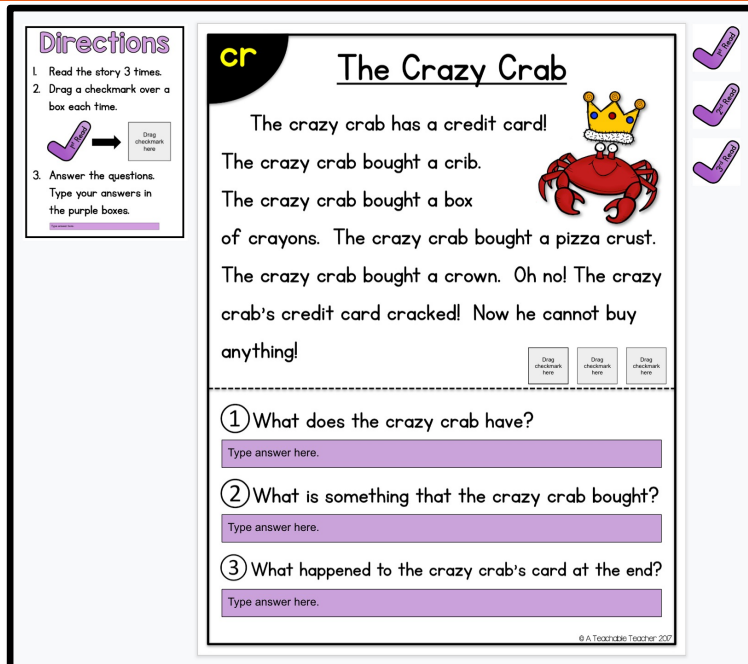 Directions
1. Read the story 3 times.
2. Drag a checkmark over a
box each time.
1st Read
Drag
checkmark
here
3. Answer the questions.
Type your answers in
the purple boxes.
Type answer here.
cr
The Crazy Crab
The crazy crab has a credit card!
The crazy crab bought a crib.
The crazy crab bought a box
of crayons. The crazy crab bought a pizza crust.
The crazy crab bought a crown. Oh no! The crazy
crab's credit card cracked! Now he cannot buy
anything!
Drag
checkmark
here
Drag
checkmark
here
Drag
checkmark
here
1 What does the crazy crab have?
Type answer here.
2 What is something that the crazy crab bought?
Type answer here.
3 What happened to the crazy crab's card at the end?
Type answer here.
© A Teachable Teacher 2017
1st Read
2nd Read
3rd Read